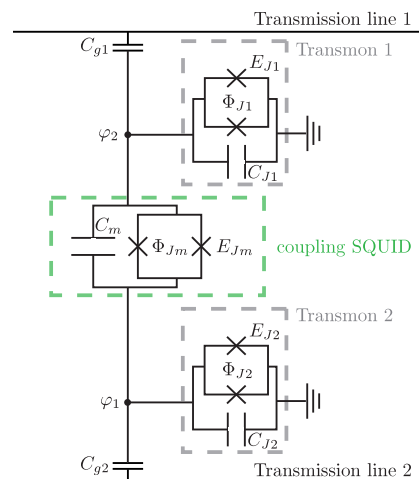 Transmission line 1
C_{g1}
Transmon 1
E_{J1}
Φ_{J1}
φ_2
C_{J1}
C_m
Φ_{Jm}
E_{Jm}
coupling SQUID
Transmon 2
E_{J2}
Φ_{J2}
φ_1
C_{J2}
C_{g2}
Transmission line 2